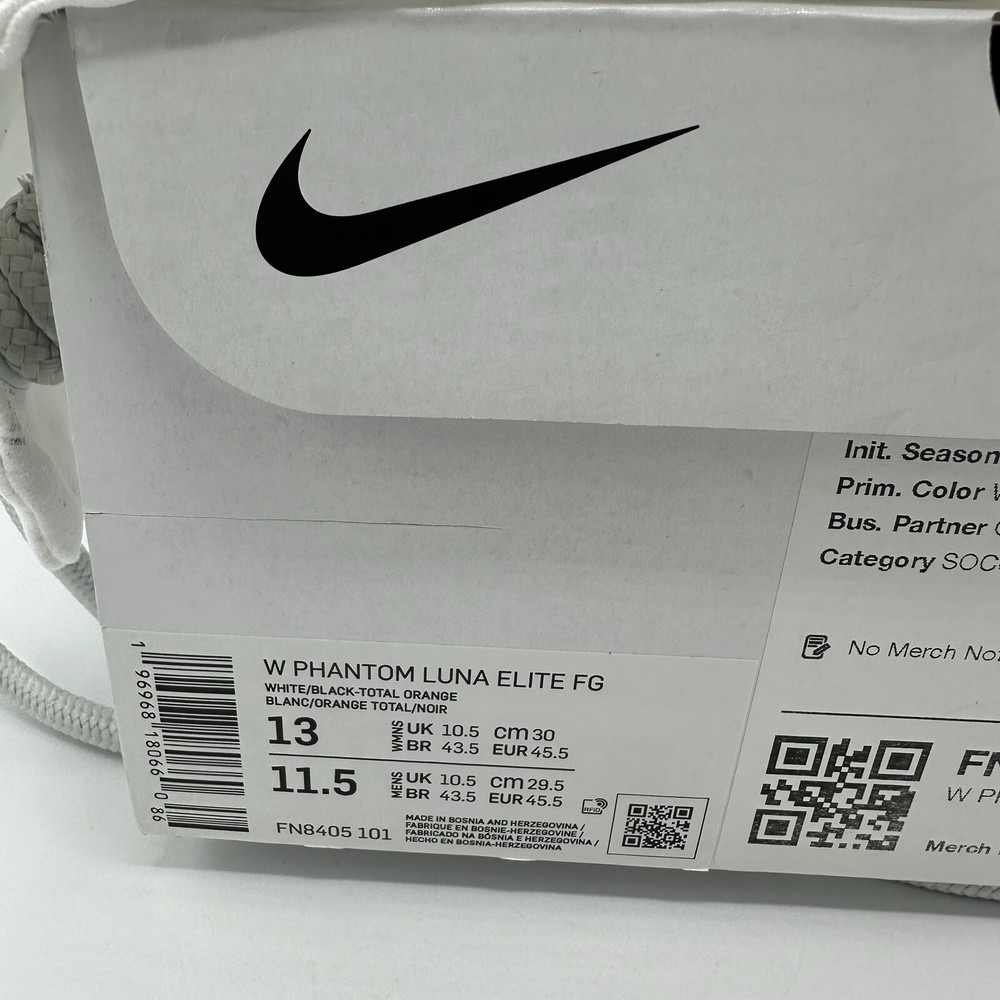 Init. Season
Prim. Color
Bus. Partner
Category SOC
No Merch Not
FN
W PH
Merch
1 96968 18066 0 86
W PHANTOM LUNA ELITE FG
WHITE/BLACK-TOTAL ORANGE
BLANC/ORANGE TOTAL/NOIR
13 WMNS UK 10.5 CM 30
BR 43.5 EUR 45.5
11.5 MENS UK 10.5 CM 29.5
BR 43.5 EUR 45.5
RFID
FN8405 101
MADE IN BOSNIA AND HERZEGOVINA /
FABRIQUE EN BOSNIE-HERZEGOVINE /
FABRICADO NA BÓSNIA E HERZEGOVINA /
HECHO EN BOSNIA-HERZEGOVINA